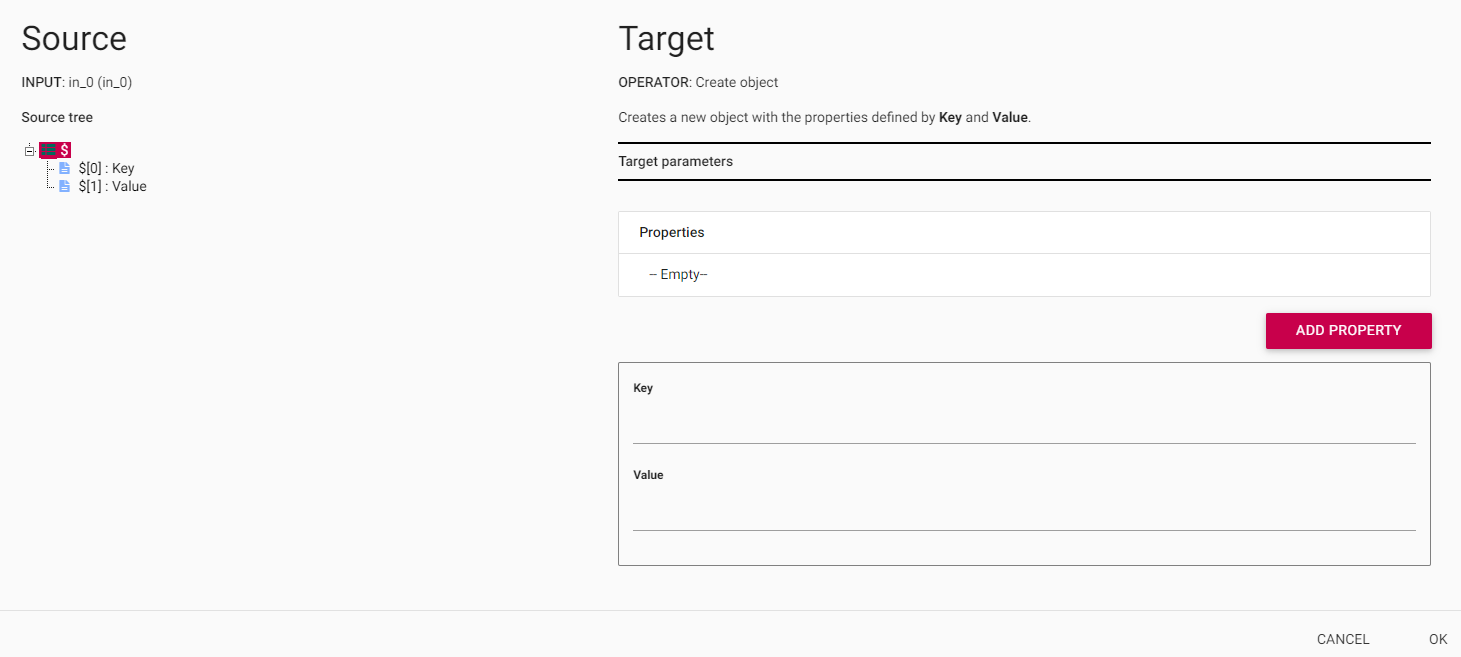 Source
INPUT: in_0 (in_0)
Source tree
$
$[0] : Key
$[1] : Value
Target
OPERATOR: Create object
Creates a new object with the properties defined by Key and Value.
Target parameters
Properties
-- Empty--
ADD PROPERTY
Key
Value
CANCEL
OK